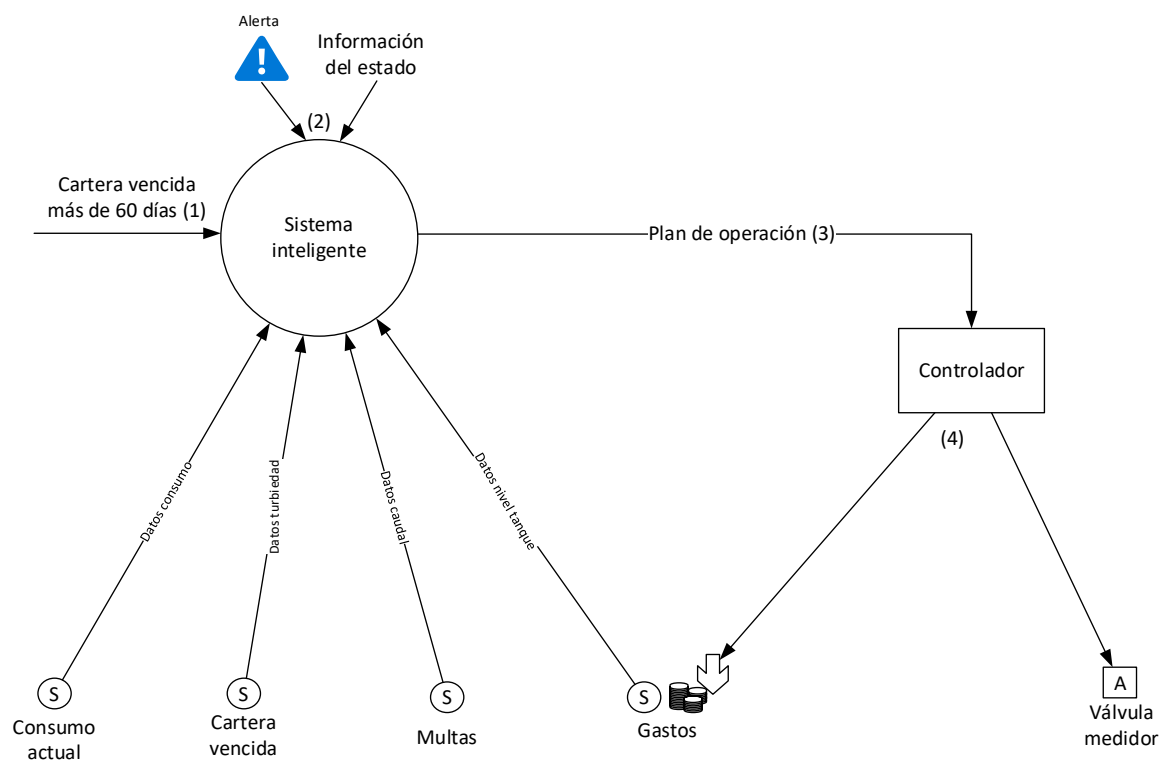 Alerta
Información
del estado
(2)
Cartera vencida
más de 60 días (1)
Sistema
inteligente
Plan de operación (3)
Controlador
(4)
Datos consumo
Datos turbiedad
Datos caudal
Datos nivel tanque
S
S
S
S
A
Consumo
actual
Cartera
vencida
Multas
Gastos
Válvula
medidor